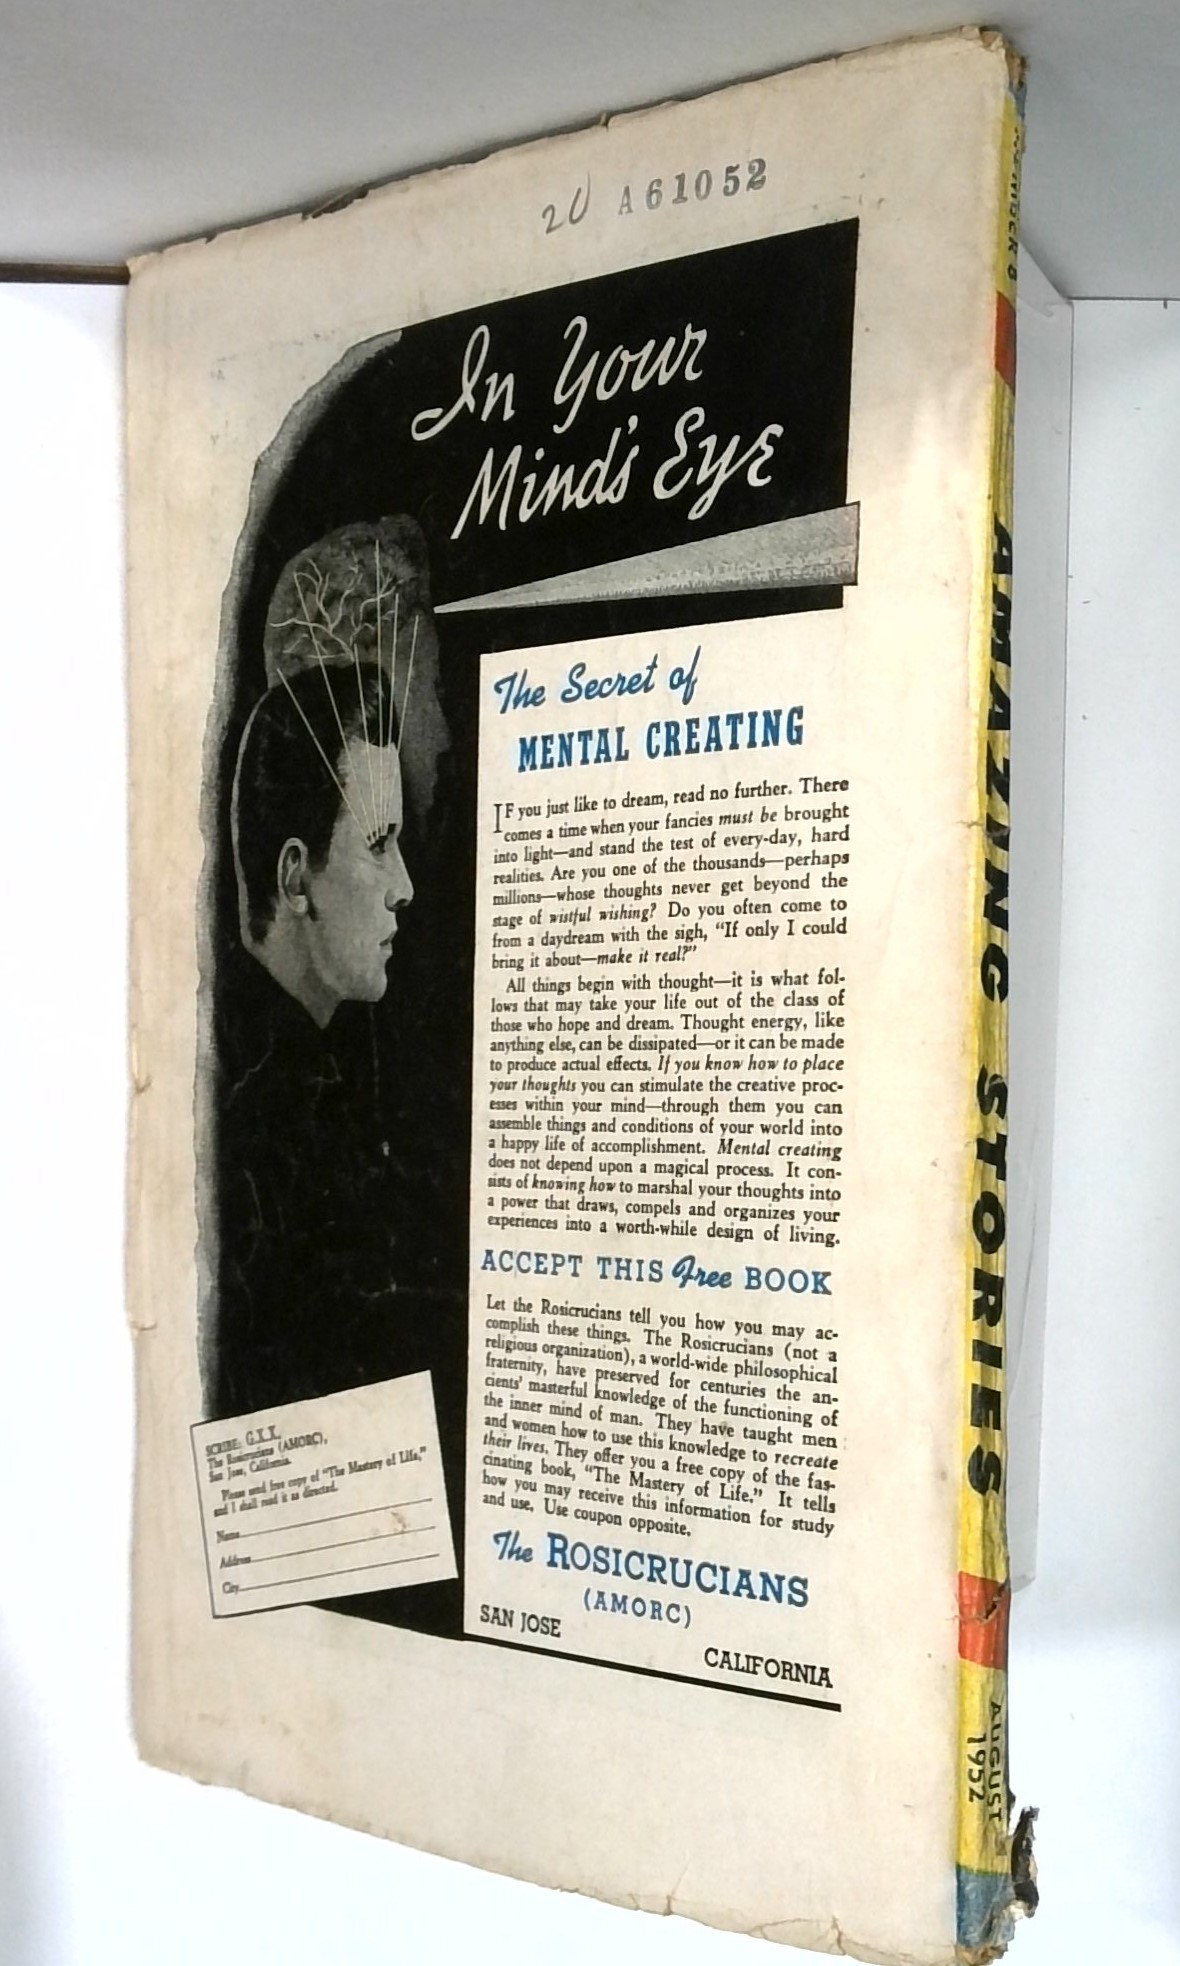 20 A61052
In Your
Mind's Eye
The Secret of
MENTAL CREATING
IF you just like to dream, read no further. There
comes a time when your fancies must be brought
into light—and stand the test of every-day, hard
realities. Are you one of the thousands—perhaps
millions—whose thoughts never get beyond the
stage of wistful wishing? Do you often come to
from a daydream with the sigh, "If only I could
bring it about—make it real?"
All things begin with thought—it is what fol-
lows that may take your life out of the class of
those who hope and dream. Thought energy, like
anything else, can be dissipated—or it can be made
to produce actual effects. If you know how to place
your thoughts you can stimulate the creative proc-
esses within your mind—through them you can
assemble things and conditions of your world into
a happy life of accomplishment. Mental creating
does not depend upon a magical process. It con-
sists of knowing how to marshal your thoughts into
a power that draws, compels and organizes your
experiences into a worth-while design of living.
ACCEPT THIS Free BOOK
Let the Rosicrucians tell you how you may ac-
complish these things. The Rosicrucians (not a
religious organization), a world-wide philosophical
fraternity, have preserved for centuries the an-
cients' masterful knowledge of the functioning of
the inner mind of man. They have taught men
and women how to use this knowledge to recreate
their lives. They offer you a free copy of the fas-
cinating book, "The Mastery of Life." It tells
how you may receive this information for study
and use. Use coupon opposite.
The ROSICRUCIANS
(AMORC)
SAN JOSE
CALIFORNIA
SCRIBE: G.X.X.
The Rosicrucians (AMORC),
San Jose, California.
Please send free copy of "The Mastery of Life,"
and I shall read it as directed.
Name
Address
City
NUMBER 8
AMAZING STORIES
AUGUST
1952